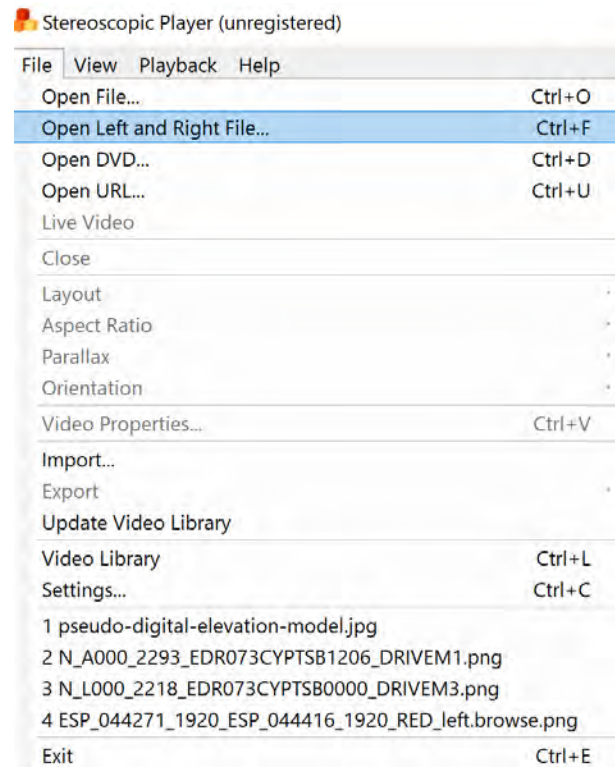 Stereoscopic Player (unregistered)
File View Playback Help
Open File... Ctrl+O
Open Left and Right File... Ctrl+F
Open DVD... Ctrl+D
Open URL... Ctrl+U
Live Video
Close
Layout
Aspect Ratio
Parallax
Orientation
Video Properties... Ctrl+V
Import...
Export
Update Video Library
Video Library Ctrl+L
Settings... Ctrl+C
1 pseudo-digital-elevation-model.jpg
2 N_A000_2293_EDR073CYPTSB1206_DRIVEM1.png
3 N_L000_2218_EDR073CYPTSB0000_DRIVEM3.png
4 ESP_044271_1920_ESP_044416_1920_RED_left.browse.png
Exit Ctrl+E